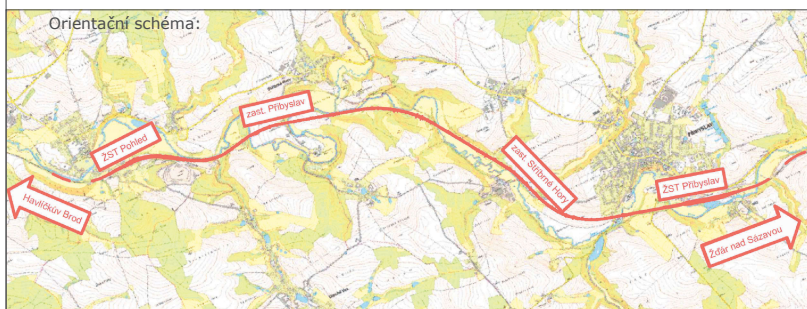 Orientační schéma:
ŽST Pohled
zast. Přibyslav
zast. Stříbrné Hory
PŘIBYSLAV
ŽST Přibyslav
Havlíčkův Brod
Žďár nad Sázavou